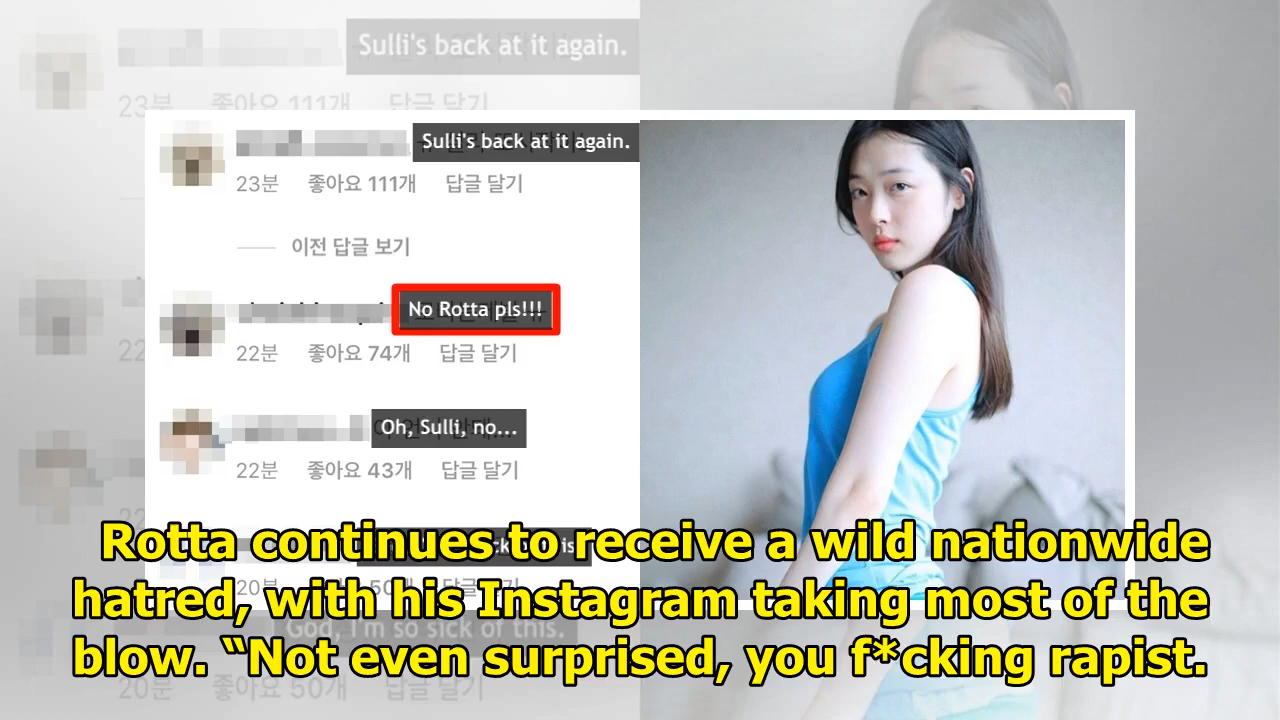 Sulli's back at it again.
23분 좋아요 111개 답글 달기
Sulli's back at it again.
23분 좋아요 111개 답글 달기
이전 답글 보기
No Rotta pls!!!
22분 좋아요 74개 답글 달기
Oh, Sulli, no...
22분 좋아요 43개 답글 달기
God, I'm so sick of this.
20분 좋아요 50개 답글 달기
Rotta continues to receive a wild nationwide
hatred, with his Instagram taking most of the
blow. “Not even surprised, you f*cking rapist.